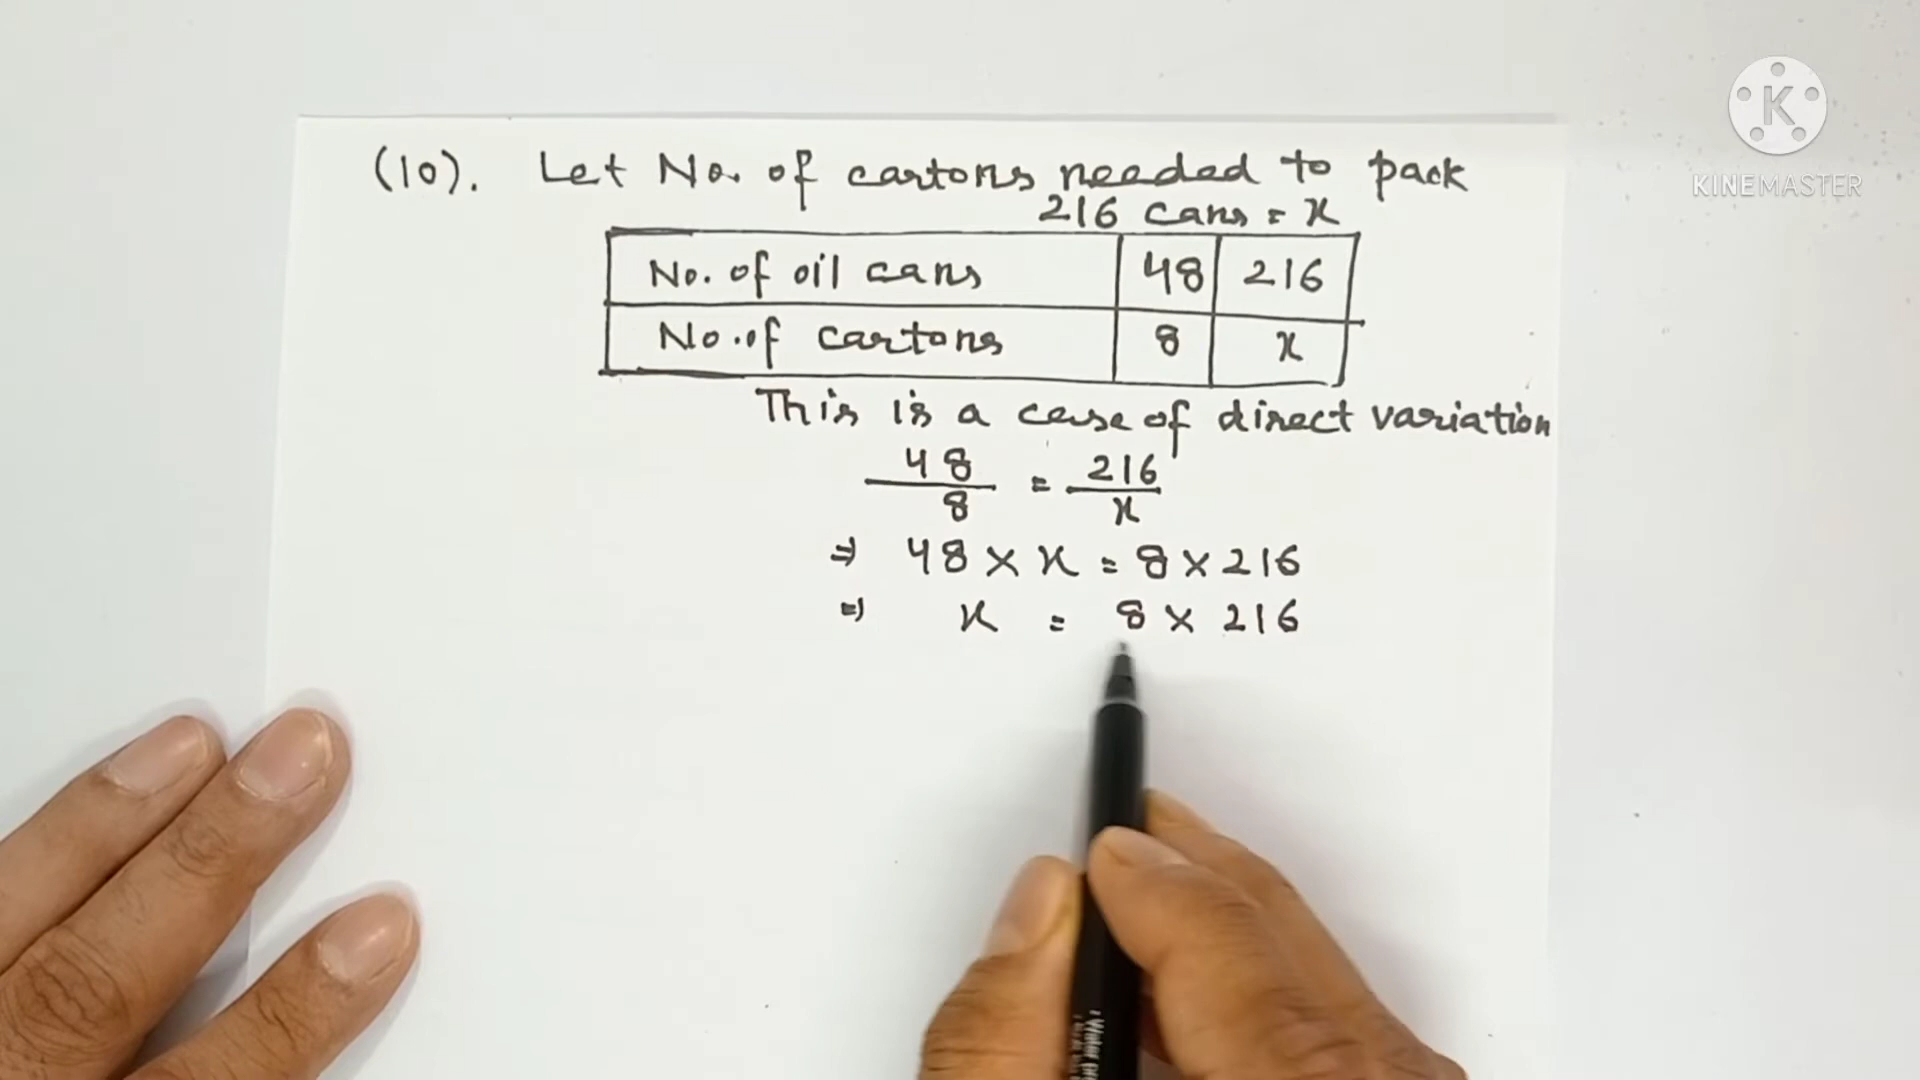 (10). Let No. of cartons needed to pack
216 cans = x
No. of oil cans 48 216
No. of cartons 8 x
This is a case of direct variation
48/8 = 216/x
⇒ 48 × x = 8 × 216
⇒ x = 8 × 216
K
KINEMASTER